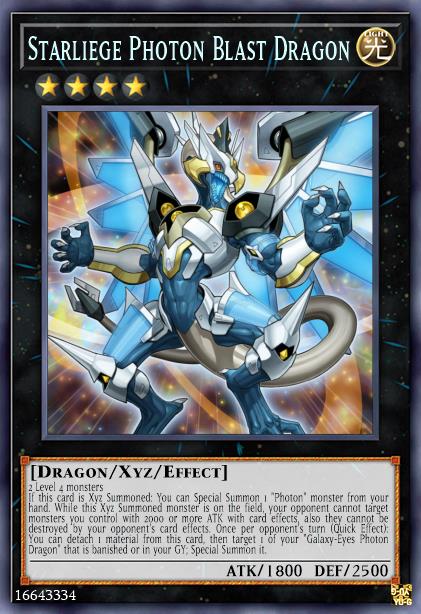 STARLIEGE PHOTON BLAST DRAGON
LIGHT
光
[DRAGON/XYZ/EFFECT]
2 Level 4 monsters
If this card is Xyz Summoned: You can Special Summon 1 "Photon" monster from your
hand. While this Xyz Summoned monster is on the field, your opponent cannot target
monsters you control with 2000 or more ATK with card effects, also they cannot be
destroyed by your opponent's card effects. Once per opponent's turn (Quick Effect):
You can detach 1 material from this card, then target 1 of your "Galaxy-Eyes Photon
Dragon" that is banished or in your GY; Special Summon it.
ATK/1800 DEF/2500
16643334